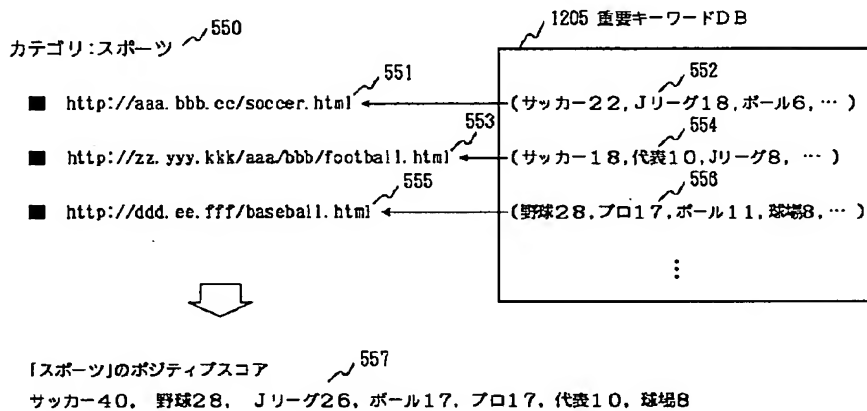 1205 重要キーワードDB
カテゴリ:スポーツ 550
551
■ http://aaa.bbb.cc/soccer.html
552
(サッカー22,Jリーグ18,ボール6,… )
553
■ http://zz.yyy.kkk/aaa/bbb/football.html
554
(サッカー18,代表10,Jリーグ8, … )
555
■ http://ddd.ee.fff/baseball.html
556
(野球28,プロ17,ボール11,球場8,… )
⋮
「スポーツ」のポジティブスコア 557
サッカー40, 野球28, Jリーグ26,ボール17,プロ17,代表10,球場8